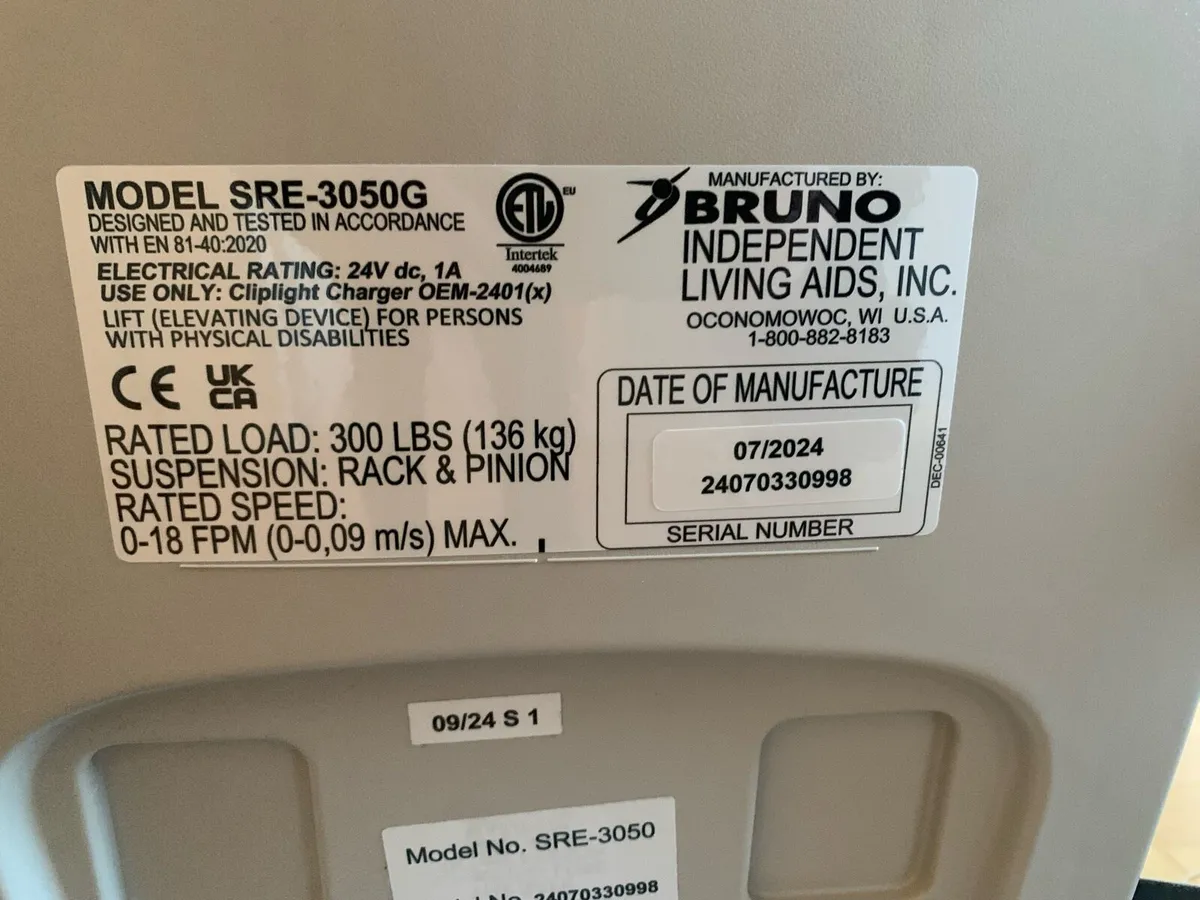 MODEL SRE-3050G
DESIGNED AND TESTED IN ACCORDANCE
WITH EN 81-40:2020
ELECTRICAL RATING: 24V dc, 1A
USE ONLY: Cliplight Charger OEM-2401(x)
LIFT (ELEVATING DEVICE) FOR PERSONS
WITH PHYSICAL DISABILITIES
CE UK
CA
RATED LOAD: 300 LBS (136 kg)
SUSPENSION: RACK & PINION
RATED SPEED:
0-18 FPM (0-0,09 m/s) MAX.
ETL EU
Intertek
4004689
MANUFACTURED BY:
BRUNO
INDEPENDENT
LIVING AIDS, INC.
OCONOMOWOC, WI U.S.A.
1-800-882-8183
DATE OF MANUFACTURE
07/2024
24070330998
SERIAL NUMBER
DEC-00641
09/24 S 1
Model No. SRE-3050
No. 24070330998